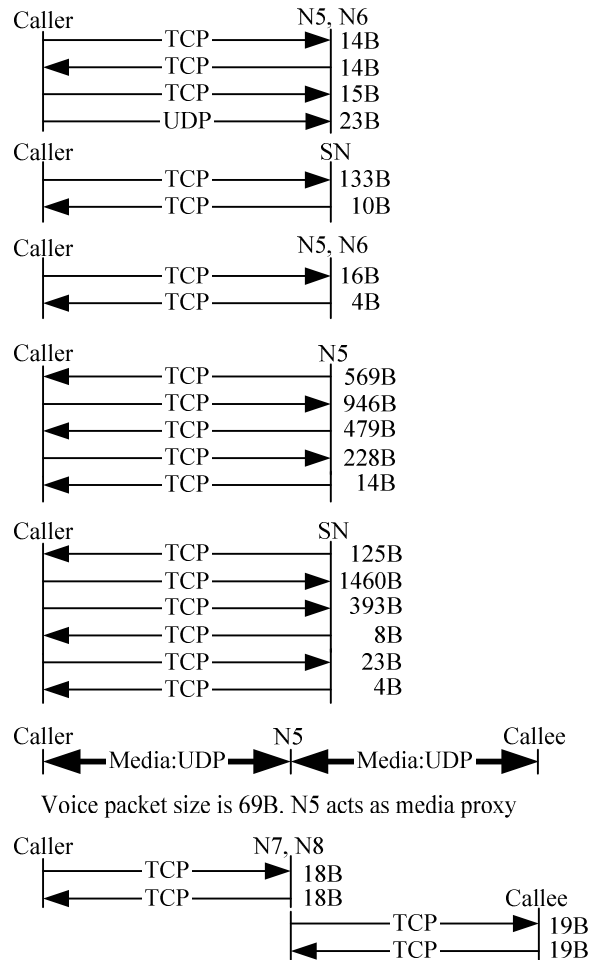 Caller N5, N6
TCP 14B
TCP 14B
TCP 15B
UDP 23B
Caller SN
TCP 133B
TCP 10B
Caller N5, N6
TCP 16B
TCP 4B
Caller N5
TCP 569B
TCP 946B
TCP 479B
TCP 228B
TCP 14B
Caller SN
TCP 125B
TCP 1460B
TCP 393B
TCP 8B
TCP 23B
TCP 4B
Caller N5 Callee
Media:UDP Media:UDP
Voice packet size is 69B. N5 acts as media proxy
Caller N7, N8
TCP 18B
TCP 18B Callee
TCP 19B
TCP 19B